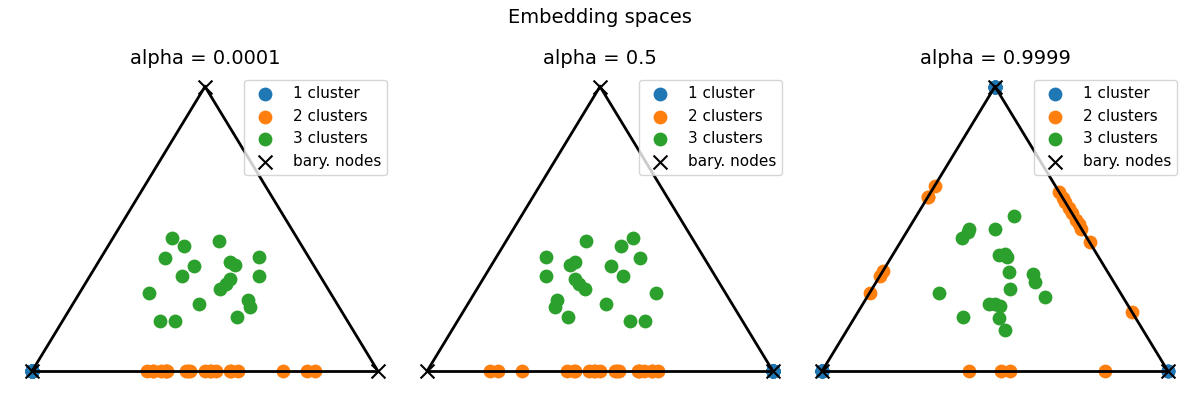 Embedding spaces
alpha = 0.0001
1 cluster
2 clusters
3 clusters
bary. nodes
alpha = 0.5
1 cluster
2 clusters
3 clusters
bary. nodes
alpha = 0.9999
1 cluster
2 clusters
3 clusters
bary. nodes